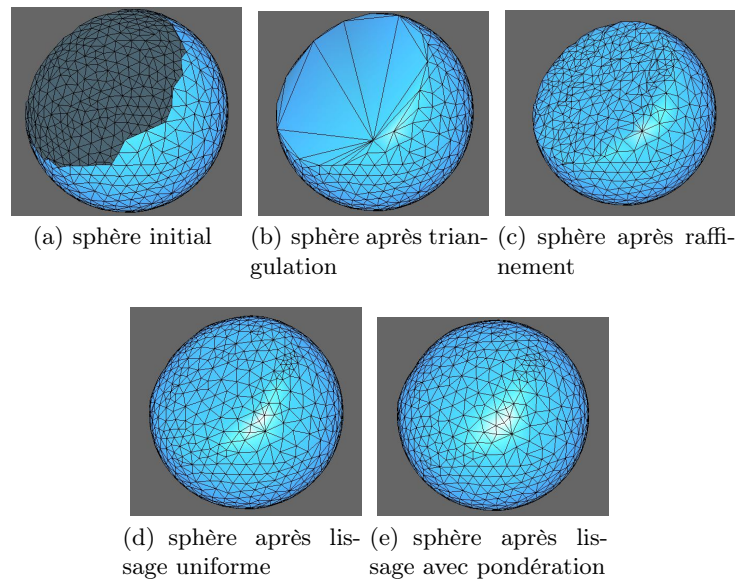 (a) sphère initial
(b) sphère après trian-
gulation
(c) sphère après raffi-
nement
(d) sphère après lis-
sage uniforme
(e) sphère après lis-
sage avec pondération